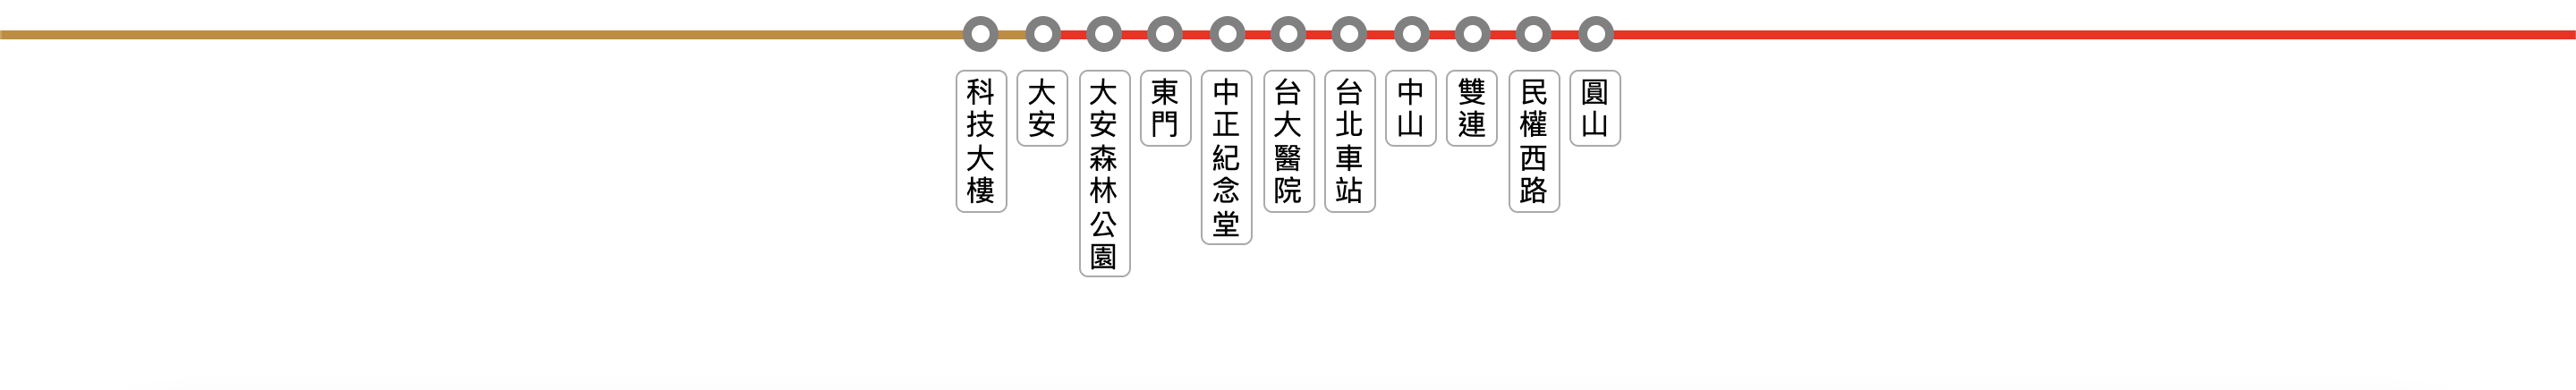 科技大樓
大安
大安森林公園
東門
中正紀念堂
台大醫院
台北車站
中山
雙連
民權西路
圓山